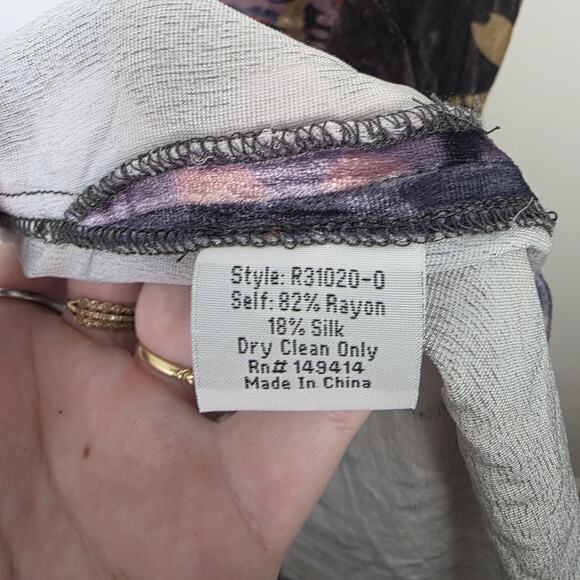 Style: R31020-0
Self: 82% Rayon
18% Silk
Dry Clean Only
Rn# 149414
Made In China